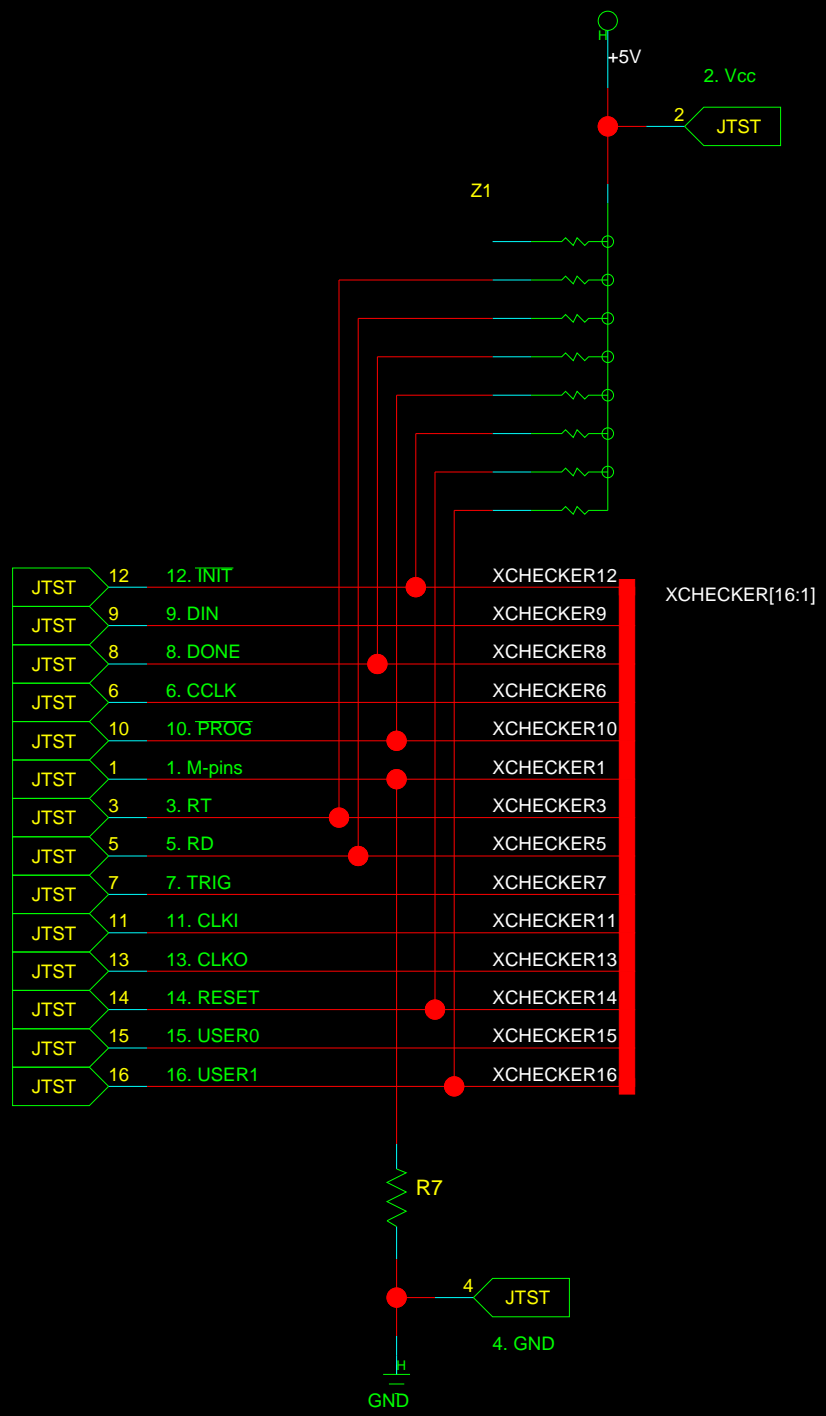 H
+5V
2. Vcc
2
JTST
Z1
JTST 12 12. INIT XCHECKER12
XCHECKER[16:1]
JTST 9 9. DIN XCHECKER9
JTST 8 8. DONE XCHECKER8
JTST 6 6. CCLK XCHECKER6
JTST 10 10. PROG XCHECKER10
JTST 1 1. M-pins XCHECKER1
JTST 3 3. RT XCHECKER3
JTST 5 5. RD XCHECKER5
JTST 7 7. TRIG XCHECKER7
JTST 11 11. CLKI XCHECKER11
JTST 13 13. CLKO XCHECKER13
JTST 14 14. RESET XCHECKER14
JTST 15 15. USER0 XCHECKER15
JTST 16 16. USER1 XCHECKER16
R7
4
JTST
4. GND
H
GND